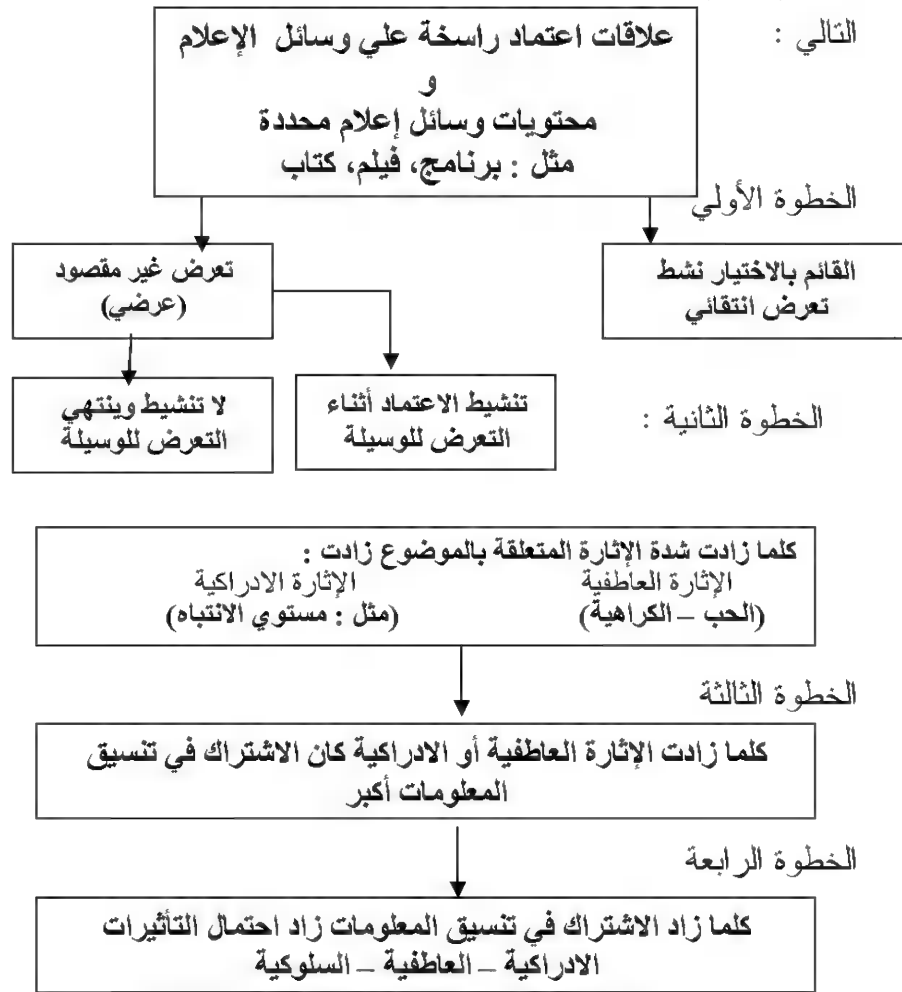 التالي :
علاقات اعتماد راسخة علي وسائل الإعلام
و
محتويات وسائل إعلام محددة
مثل : برنامج، فيلم، كتاب
الخطوة الأولي
القائم بالاختيار نشط
تعرض انتقائي
تعرض غير مقصود
(عرضي)
الخطوة الثانية :
تنشيط الاعتماد أثناء
التعرض للوسيلة
لا تنشيط وينتهي
التعرض للوسيلة
كلما زادت شدة الإثارة المتعلقة بالموضوع زادت :
الإثارة العاطفية الإثارة الادراكية
(الحب – الكراهية) (مثل : مستوي الانتباه)
الخطوة الثالثة
كلما زادت الإثارة العاطفية أو الادراكية كان الاشتراك في تنسيق
المعلومات أكبر
الخطوة الرابعة
كلما زاد الاشتراك في تنسيق المعلومات زاد احتمال التأثيرات
الادراكية – العاطفية – السلوكية